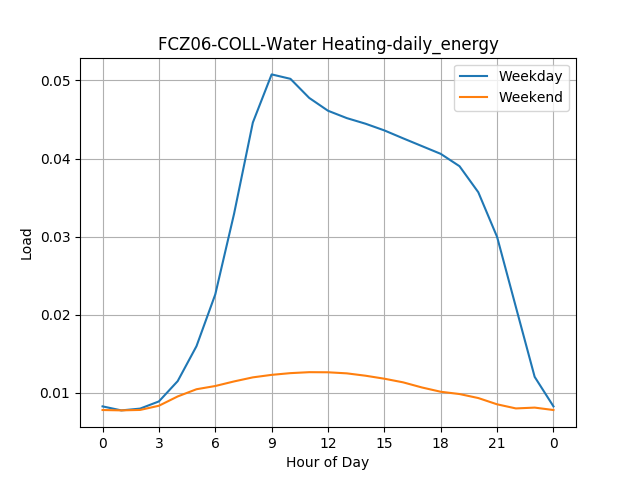 FCZ06-COLL-Water Heating-daily_energy
Weekday
Weekend
0.05
0.04
0.03
0.02
0.01
Load
0 3 6 9 12 15 18 21 0
Hour of Day